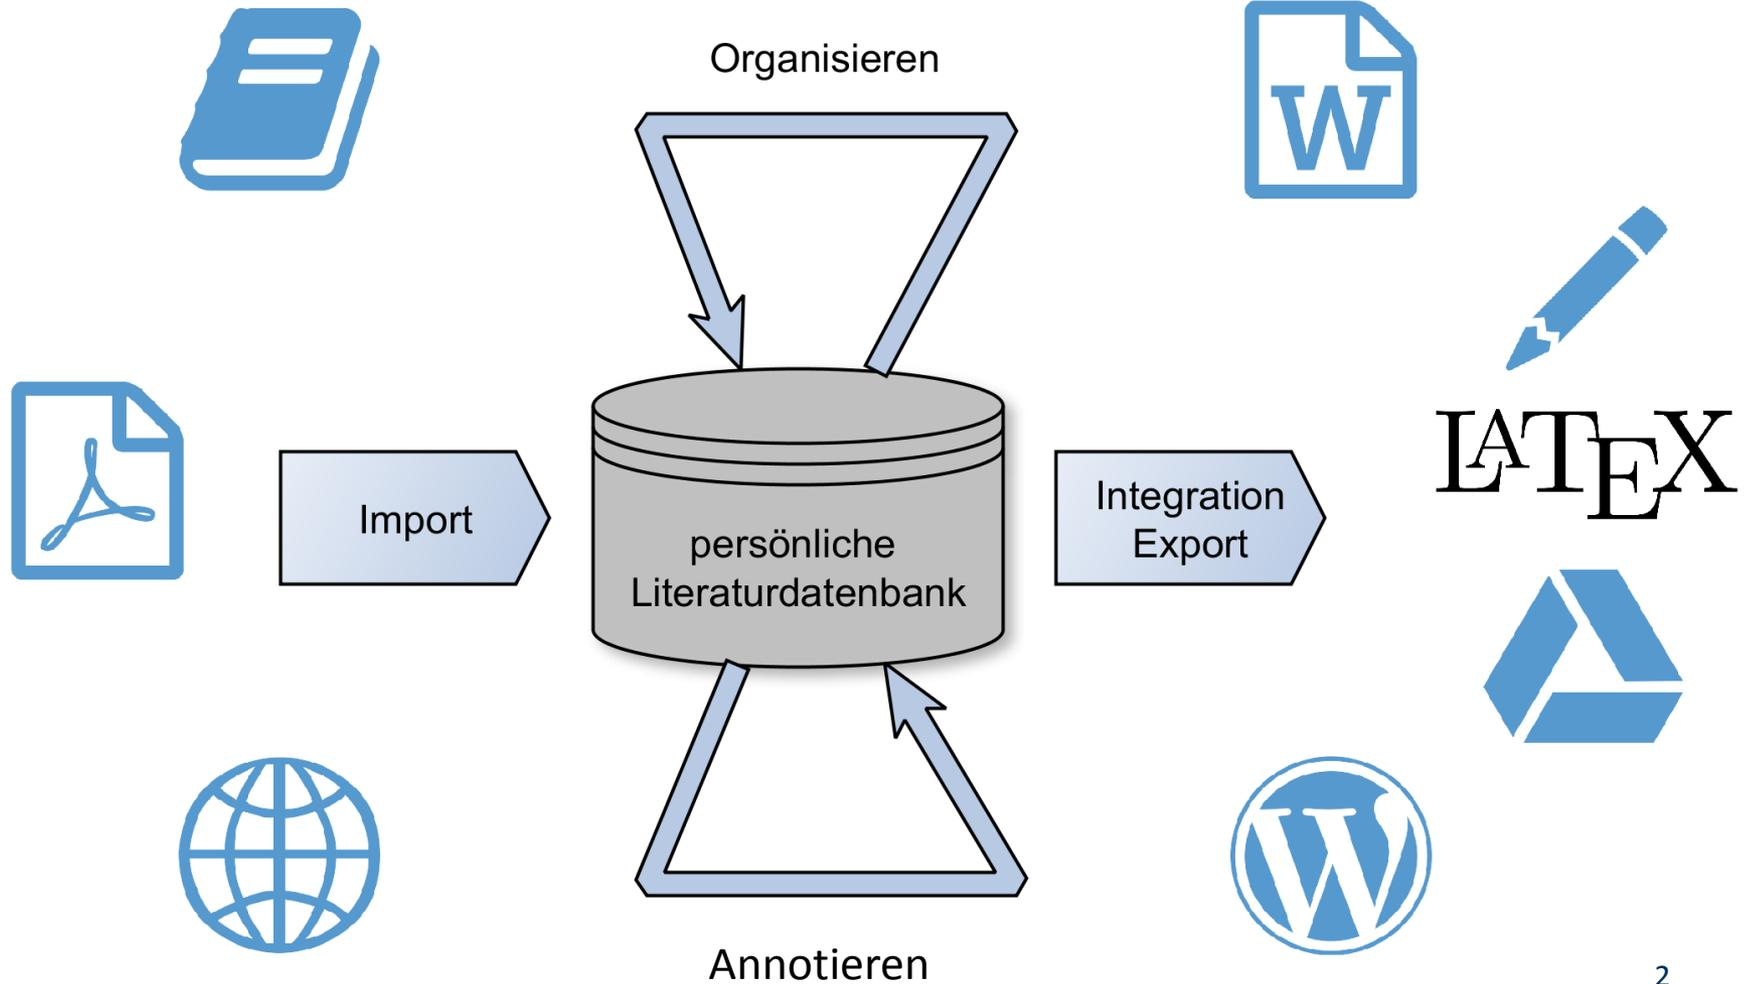 Organisieren
W
LATEX
Import
Integration
Export
persönliche
Literaturdatenbank
W
Annotieren
2